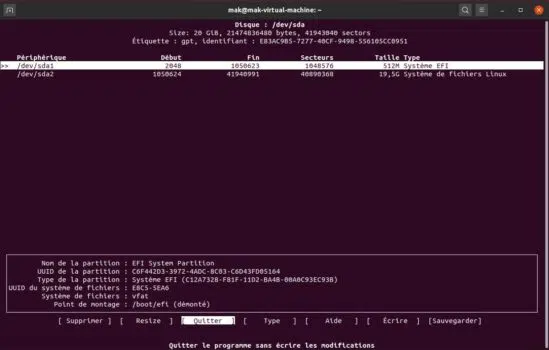 mak@mak-virtual-machine: ~
Disque : /dev/sda
Size: 20 GiB, 21474836480 bytes, 41943040 sectors
Étiquette : gpt, identifiant : E83AC9B5-7277-40CF-9498-556105CC0951
Périphérique Début Fin Secteurs Taille Type
>> /dev/sda1 2048 1050623 1048576 512M Système EFI
/dev/sda2 1050624 41940991 40890368 19,5G Système de fichiers Linux
Nom de la partition : EFI System Partition
UUID de la partition : C6F442D3-3972-4ADC-8C03-C6D43FD05164
Type de la partition : Système EFI (C12A7328-F81F-11D2-BA4B-00A0C93EC93B)
UUID du système de fichiers : E8C5-5EA6
Système de fichiers : vfat
Point de montage : /boot/efi (démonté)
[ Supprimer ] [ Resize ] [ Quitter ] [ Type ] [ Aide ] [ Écrire ] [Sauvegarder]
Quitter le programme sans écrire les modifications